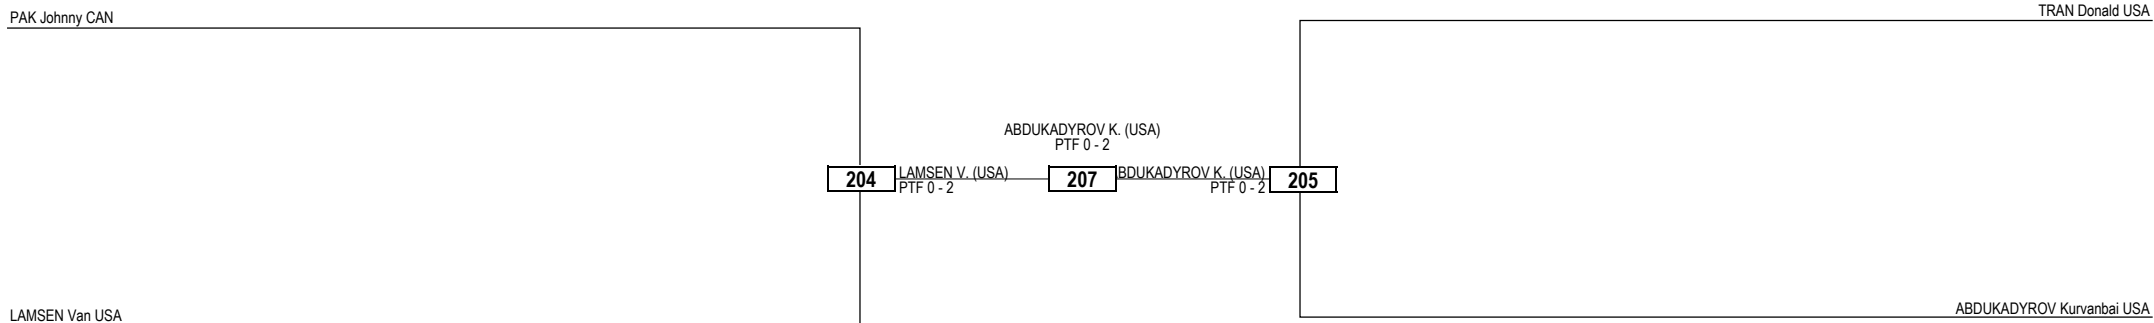 PAK Johnny CAN
TRAN Donald USA
ABDUKADYROV K. (USA)
PTF 0 - 2
204
LAMSEN V. (USA)
PTF 0 - 2
207
BDUKADYROV K. (USA)
PTF 0 - 2
205
LAMSEN Van USA
ABDUKADYROV Kurvanbai USA